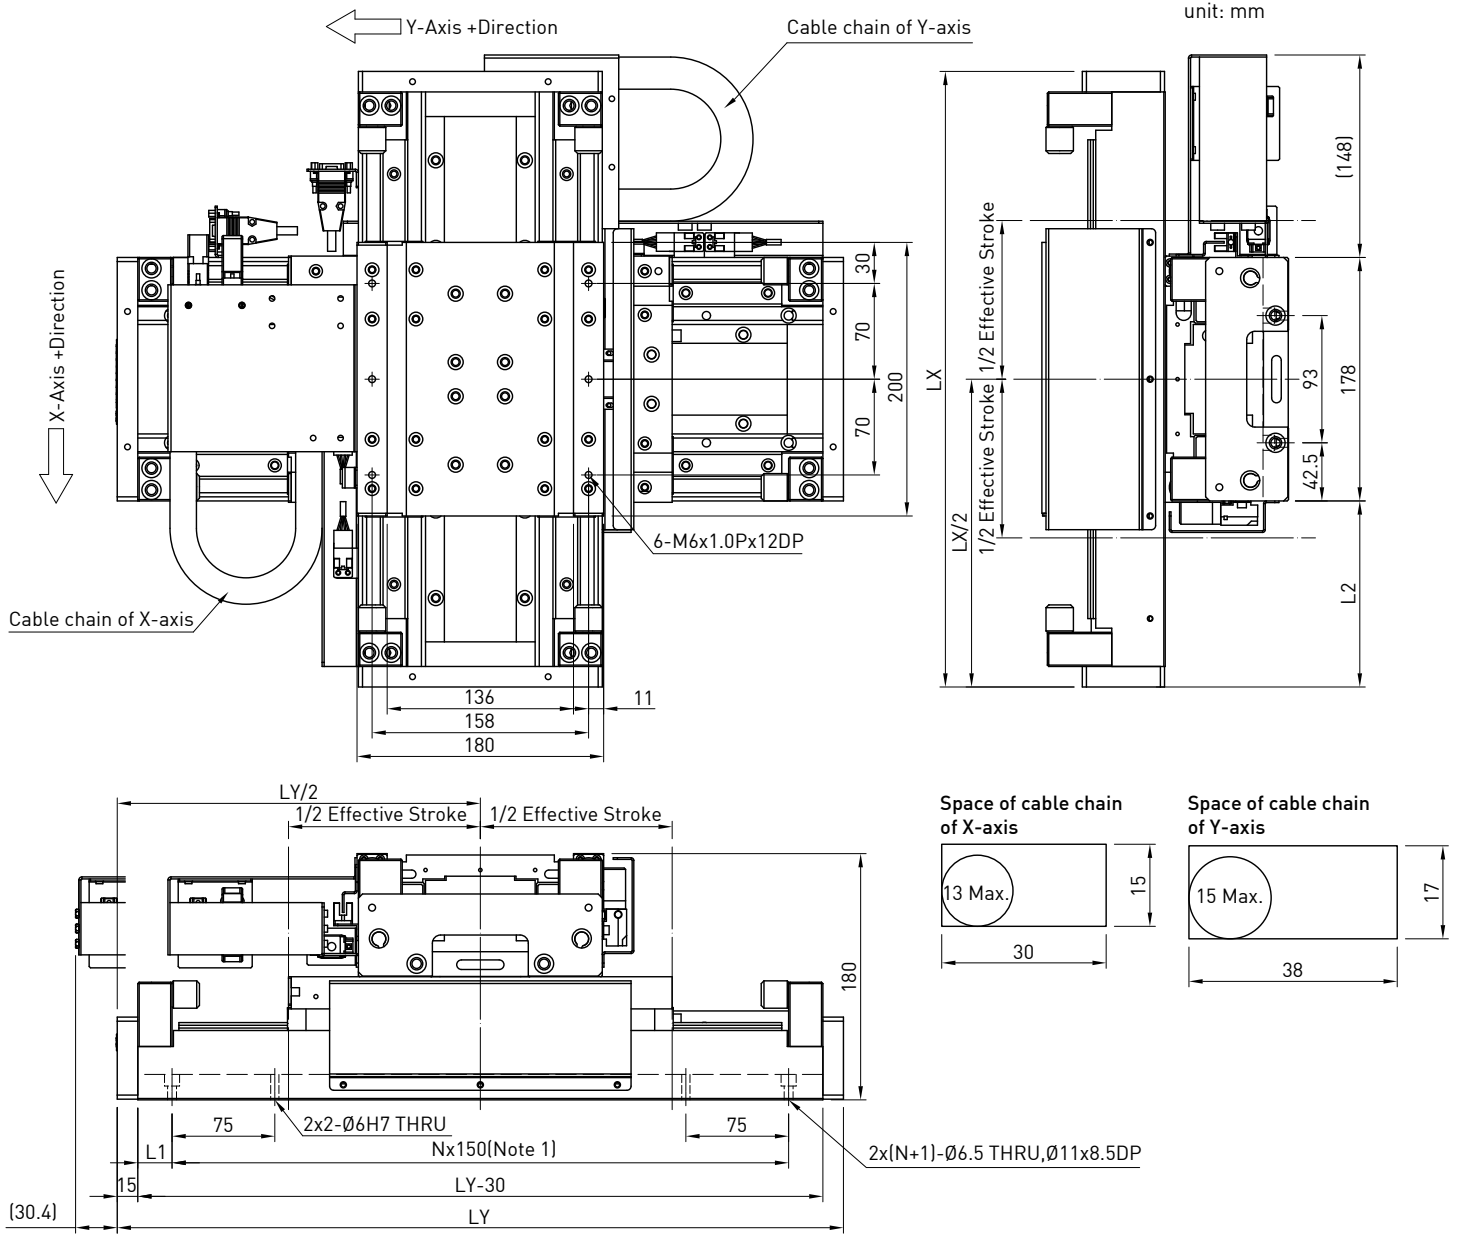 unit: mm
Y-Axis +Direction
Cable chain of Y-axis
X-Axis +Direction
Cable chain of X-axis
30
70
70
200
6-M6x1.0Px12DP
136
11
158
180
LX
LX/2
1/2 Effective Stroke
1/2 Effective Stroke
(148)
178
93
42.5
L2
LY/2
1/2 Effective Stroke
1/2 Effective Stroke
180
75
2x2-Ø6H7 THRU
75
L1
Nx150(Note 1)
2x(N+1)-Ø6.5 THRU,Ø11x8.5DP
15
LY-30
(30.4)
LY
Space of cable chain
of X-axis
13 Max.
15
30
Space of cable chain
of Y-axis
15 Max.
17
38